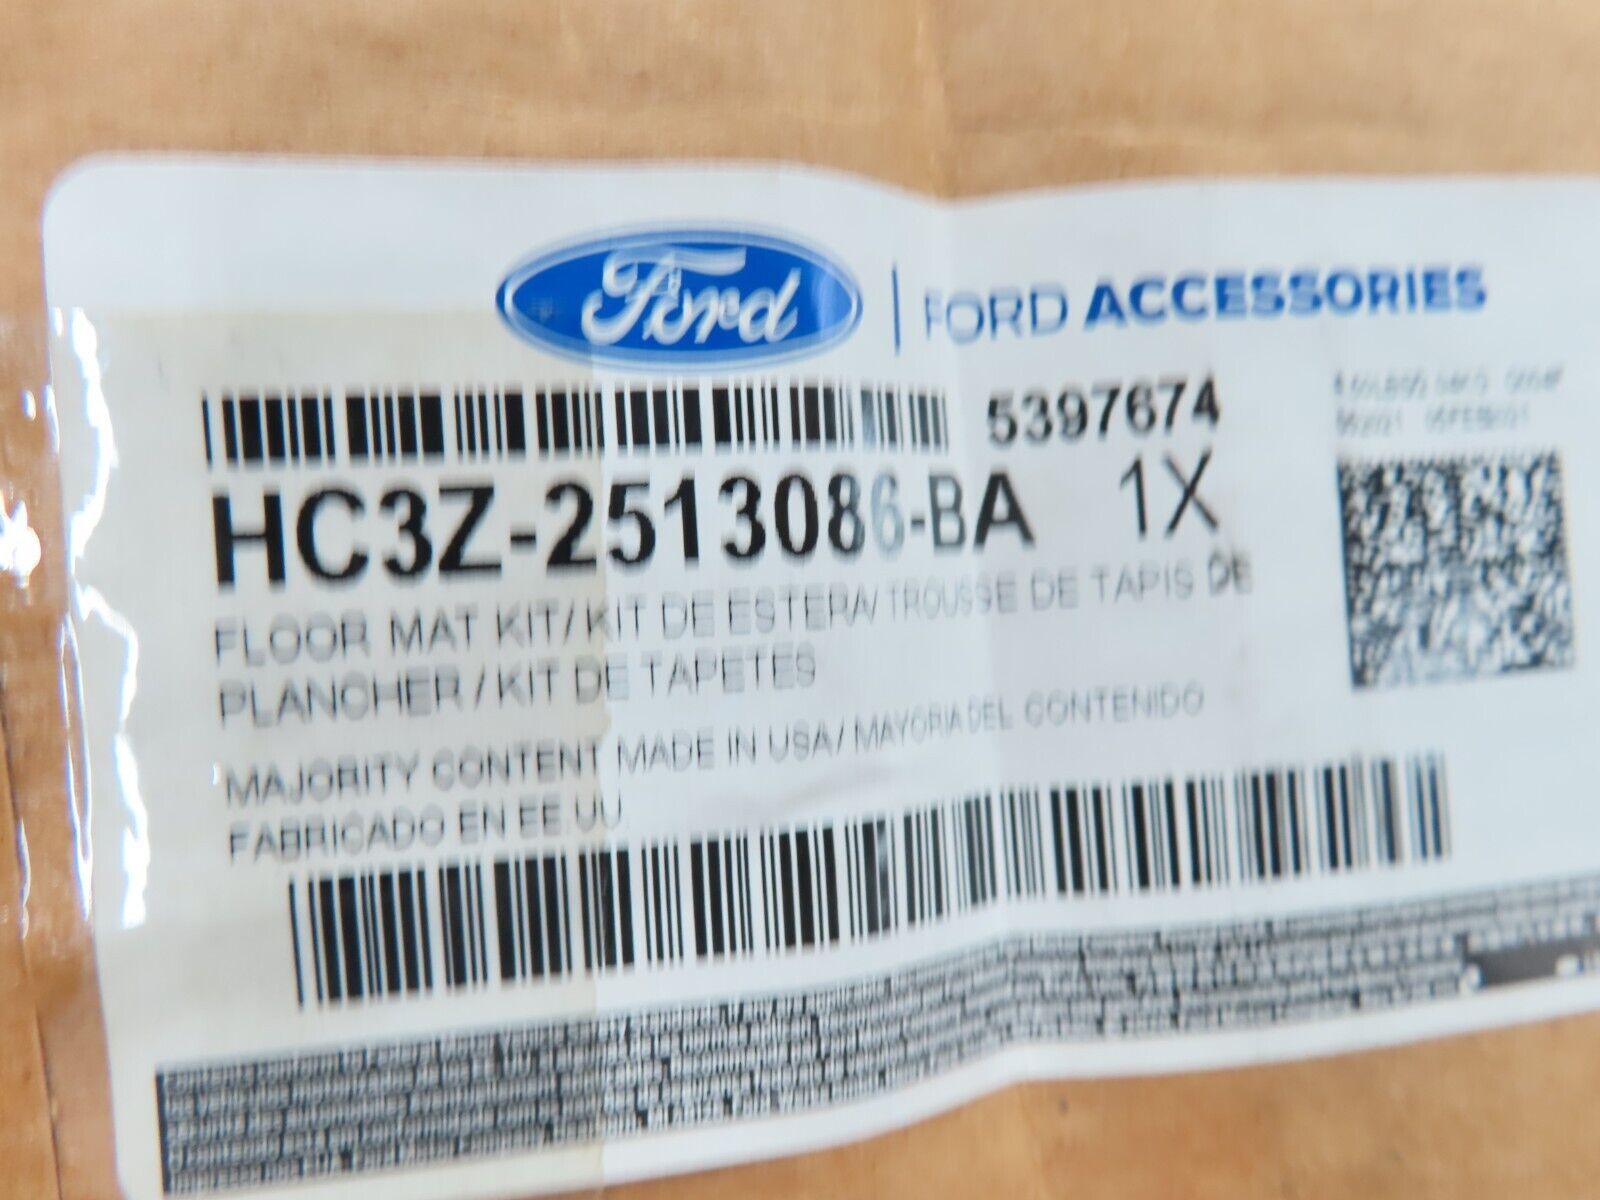 Ford
FORD ACCESSORIES
5397674
HC3Z-2513086-BA 1X
FLOOR MAT KIT/KIT DE ESTERA/TROUSSE DE TAPIS DE
PLANCHER/KIT DE TAPETES
MAJORITY CONTENT MADE IN USA/MAYORIA DEL CONTENIDO
FABRICADO EN EE.UU